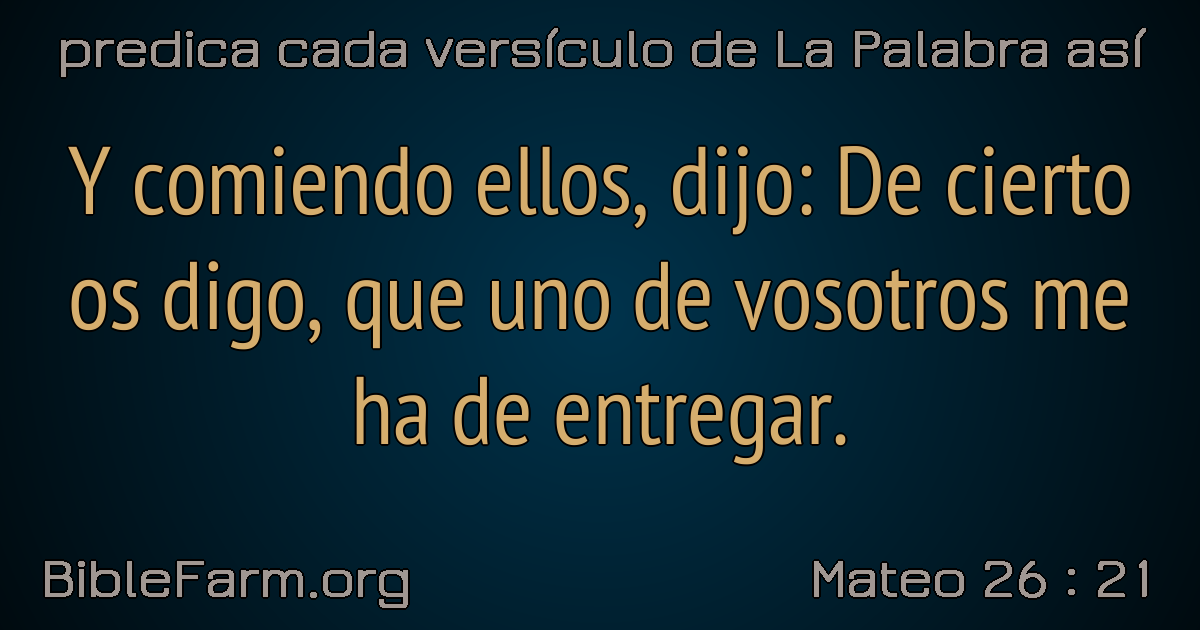 predica cada versículo de La Palabra así
Y comiendo ellos, dijo: De cierto
os digo, que uno de vosotros me
ha de entregar.
BibleFarm.org
Mateo 26 : 21